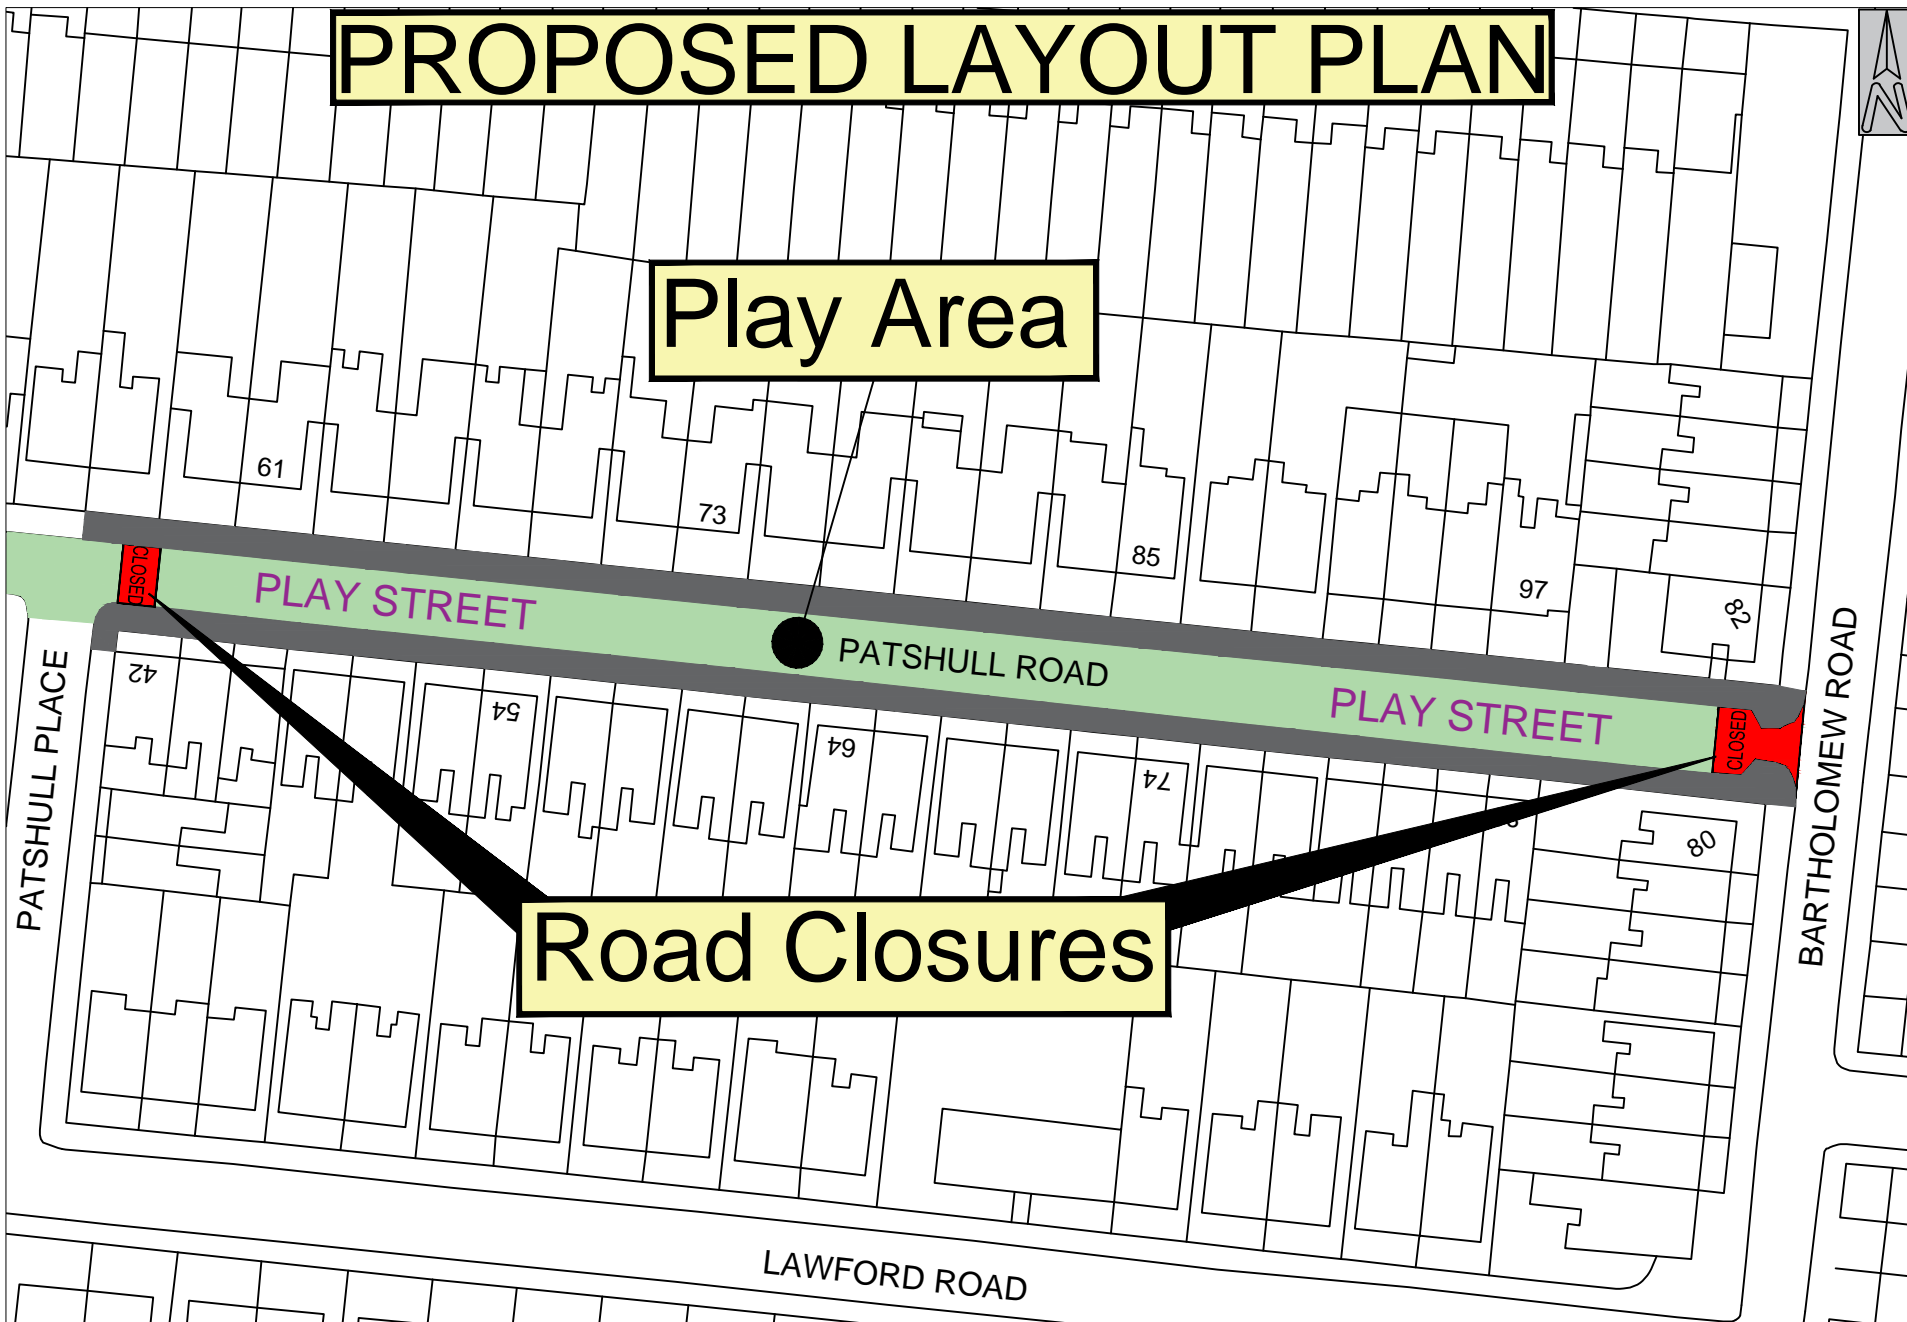 PROPOSED LAYOUT PLAN
N
Play Area
61
73
85
97
82
CLOSED
PLAY STREET
PATSHULL ROAD
PLAY STREET
CLOSED
42
54
64
74
80
PATSHULL PLACE
BARTHOLOMEW ROAD
Road Closures
LAWFORD ROAD